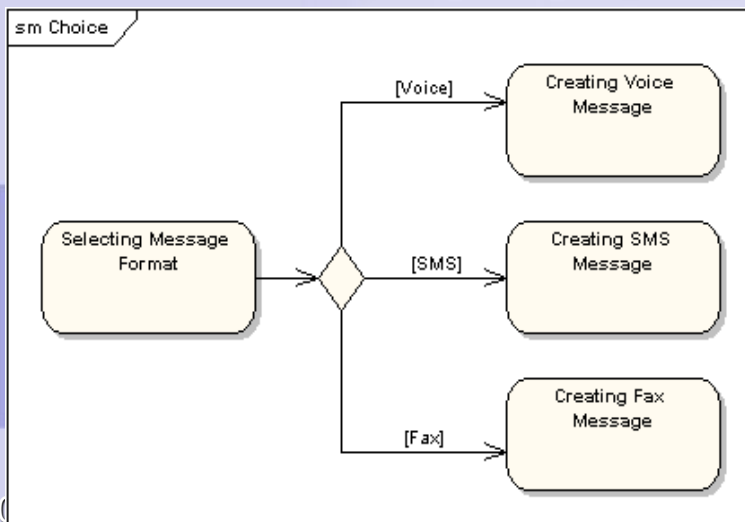 sm Choice
[Voice]
Creating Voice
Message
Selecting Message
Format
[SMS]
Creating SMS
Message
[Fax]
Creating Fax
Message
(